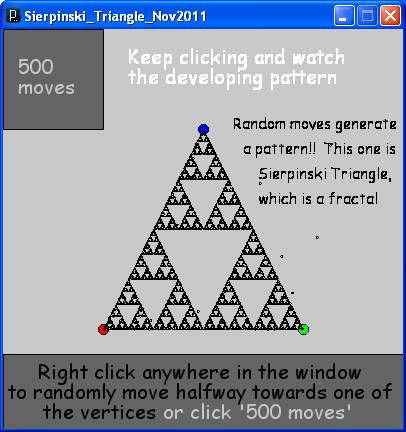 Sierpinski_Triangle_Nov2011
500
moves
Keep clicking and watch
the developing pattern
Random moves generate
a pattern!! This one is
Sierpinski Triangle,
which is a fractal
Right click anywhere in the window
to randomly move halfway towards one of
the vertices or click '500 moves'